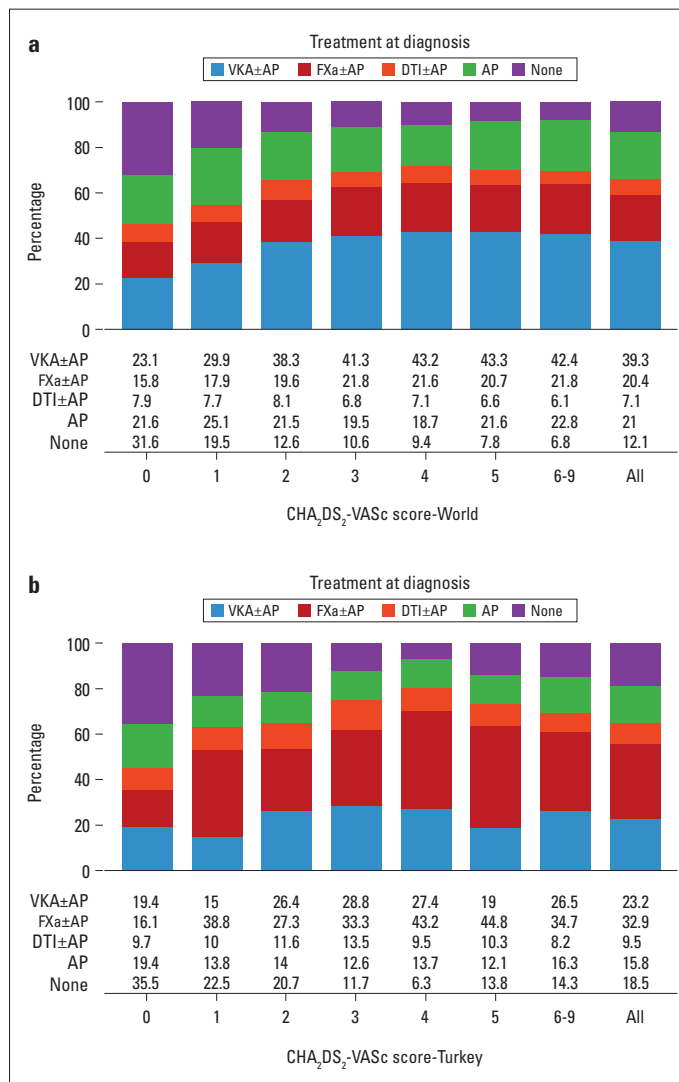 a
Treatment at diagnosis
VKA±AP FXa±AP DTI±AP AP None
100
80
60
40
20
0
Percentage
VKA±AP 23.1 29.9 38.3 41.3 43.2 43.3 42.4 39.3
FXa±AP 15.8 17.9 19.6 21.8 21.6 20.7 21.8 20.4
DTI±AP 7.9 7.7 8.1 6.8 7.1 6.6 6.1 7.1
AP 21.6 25.1 21.5 19.5 18.7 21.6 22.8 21
None 31.6 19.5 12.6 10.6 9.4 7.8 6.8 12.1
0 1 2 3 4 5 6-9 All
CHA₂DS₂-VASc score-World
b
Treatment at diagnosis
VKA±AP FXa±AP DTI±AP AP None
100
80
60
40
20
0
Percentage
VKA±AP 19.4 15 26.4 28.8 27.4 19 26.5 23.2
FXa±AP 16.1 38.8 27.3 33.3 43.2 44.8 34.7 32.9
DTI±AP 9.7 10 11.6 13.5 9.5 10.3 8.2 9.5
AP 19.4 13.8 14 12.6 13.7 12.1 16.3 15.8
None 35.5 22.5 20.7 11.7 6.3 13.8 14.3 18.5
0 1 2 3 4 5 6-9 All
CHA₂DS₂-VASc score-Turkey